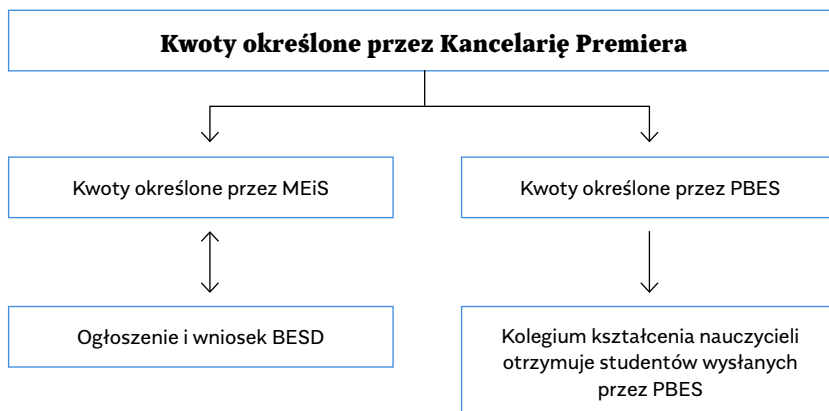 Kwoty określone przez Kancelarię Premiera
Kwoty określone przez MEiS
Kwoty określone przez PBES
Ogłoszenie i wniosek BESD
Kolegium kształcenia nauczycieli
otrzymuje studentów wysłanych
przez PBES